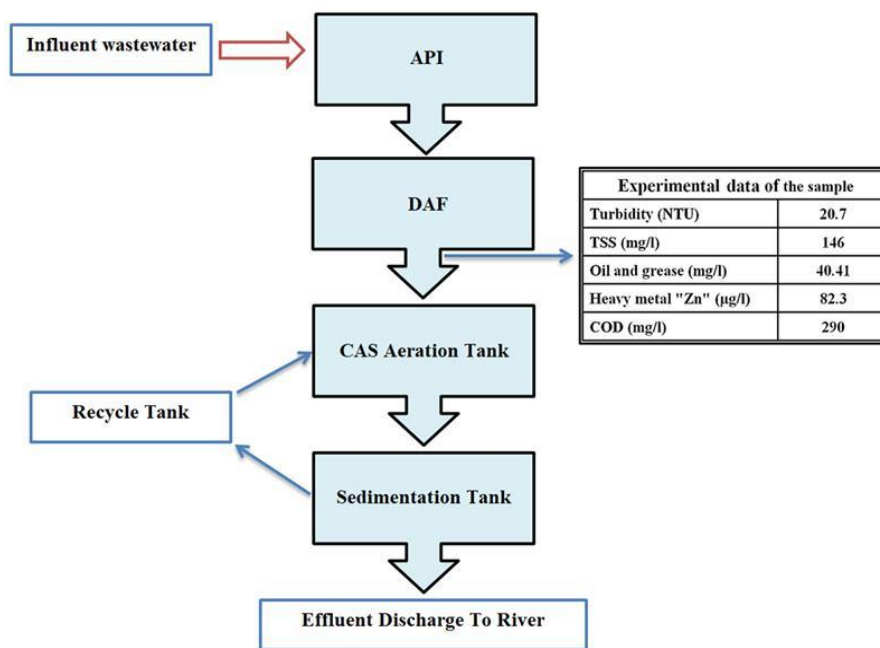 Influent wastewater
API
DAF
Experimental data of the sample
Turbidity (NTU) 20.7
TSS (mg/l) 146
Oil and grease (mg/l) 40.41
Heavy metal "Zn" (µg/l) 82.3
COD (mg/l) 290
CAS Aeration Tank
Recycle Tank
Sedimentation Tank
Effluent Discharge To River